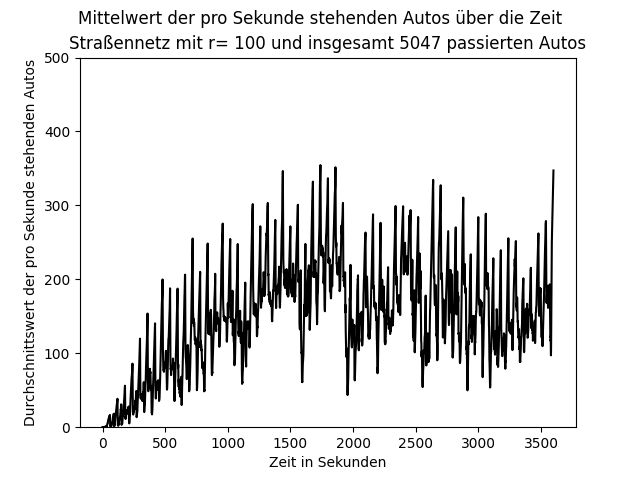 Mittelwert der pro Sekunde stehenden Autos über die Zeit
Straßennetz mit r= 100 und insgesamt 5047 passierten Autos
Durchschnittswert der pro Sekunde stehenden Autos
500
400
300
200
100
0
0 500 1000 1500 2000 2500 3000 3500
Zeit in Sekunden